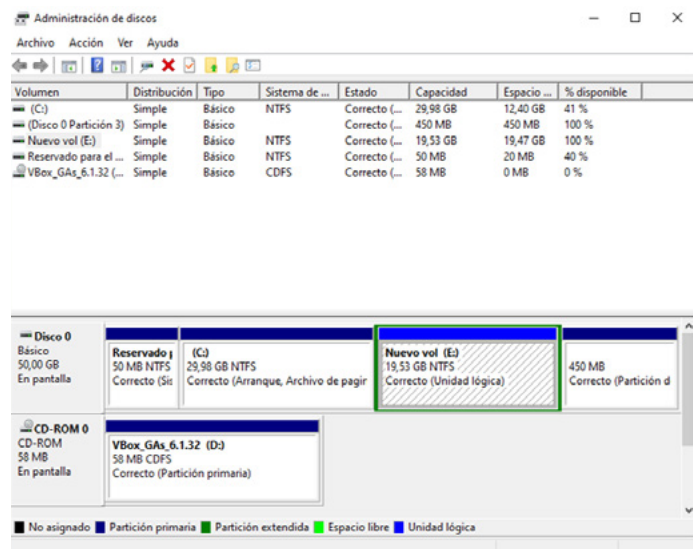 Administración de discos
Archivo Acción Ver Ayuda
Volumen Distribución Tipo Sistema de ... Estado Capacidad Espacio ... % disponible
(C:) Simple Básico NTFS Correcto (... 29,98 GB 12,40 GB 41 %
(Disco 0 Partición 3) Simple Básico Correcto (... 450 MB 450 MB 100 %
Nuevo vol (E:) Simple Básico NTFS Correcto (... 19,53 GB 19,47 GB 100 %
Reservado para el ... Simple Básico NTFS Correcto (... 50 MB 20 MB 40 %
VBox_GAs_6.1.32 (... Simple Básico CDFS Correcto (... 58 MB 0 MB 0 %
Disco 0
Básico
50,00 GB
En pantalla
Reservado p
50 MB NTFS
Correcto (Sis
(C:)
29,98 GB NTFS
Correcto (Arranque, Archivo de pagir
Nuevo vol (E:)
19,53 GB NTFS
Correcto (Unidad lógica)
450 MB
Correcto (Partición d
CD-ROM 0
CD-ROM
58 MB
En pantalla
VBox_GAs_6.1.32 (D:)
58 MB CDFS
Correcto (Partición primaria)
No asignado Partición primaria Partición extendida Espacio libre Unidad lógica